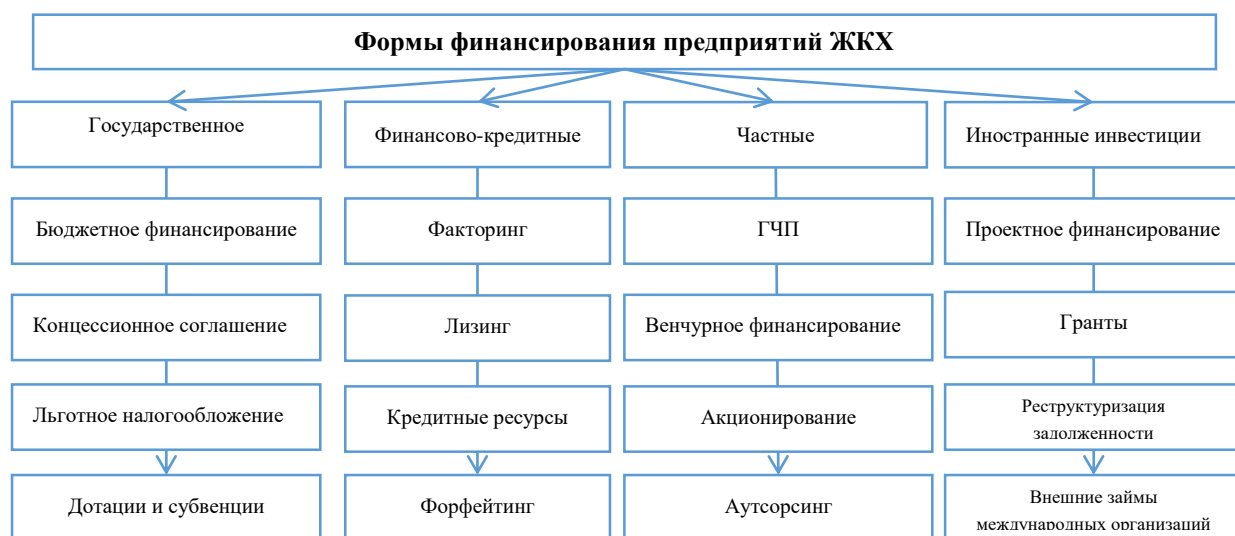 Формы финансирования предприятий ЖКХ
Государственное
Финансово-кредитные
Частные
Иностранные инвестиции
Бюджетное финансирование
Факторинг
ГЧП
Проектное финансирование
Концессионное соглашение
Лизинг
Венчурное финансирование
Гранты
Льготное налогообложение
Кредитные ресурсы
Акционирование
Реструктуризация
задолженности
Дотации и субвенции
Форфейтинг
Аутсорсинг
Внешние займы
международных организаций